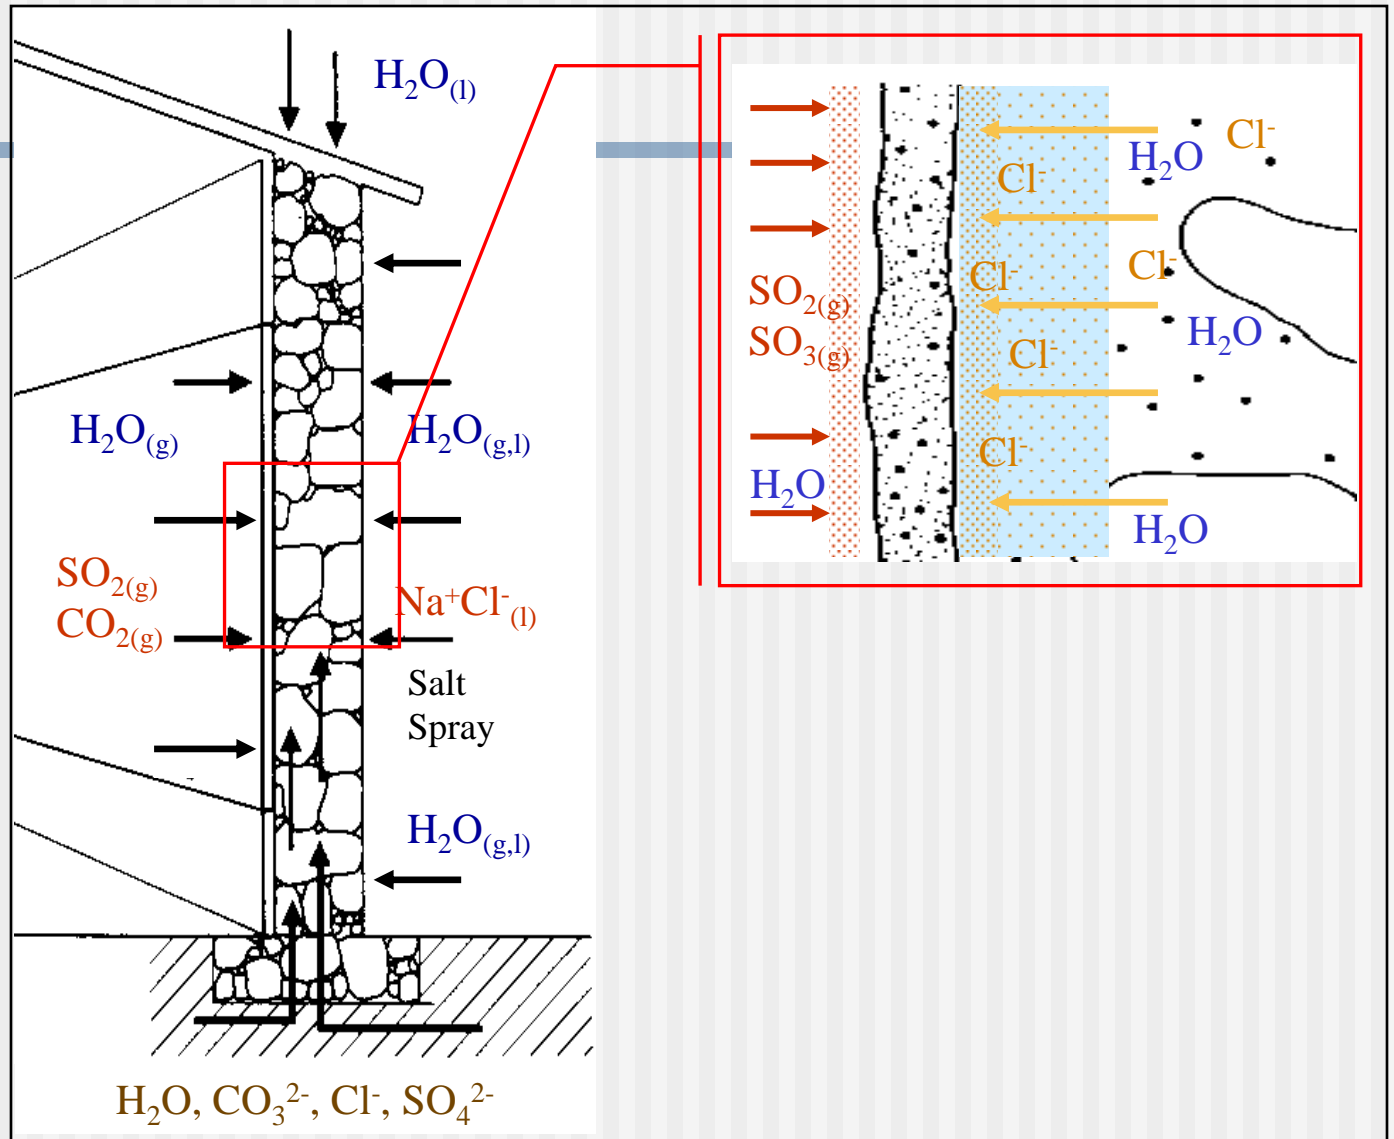 H₂O₍ₗ₎
H₂O₍g₎
H₂O₍g,l₎
SO₂₍g₎
CO₂₍g₎
Na⁺Cl⁻₍ₗ₎
Salt
Spray
H₂O₍g,l₎
H₂O, CO₃²⁻, Cl⁻, SO₄²⁻
Cl⁻
H₂O
Cl⁻
Cl⁻
Cl⁻
SO₂₍g₎
SO₃₍g₎
H₂O
Cl⁻
Cl⁻
H₂O
H₂O